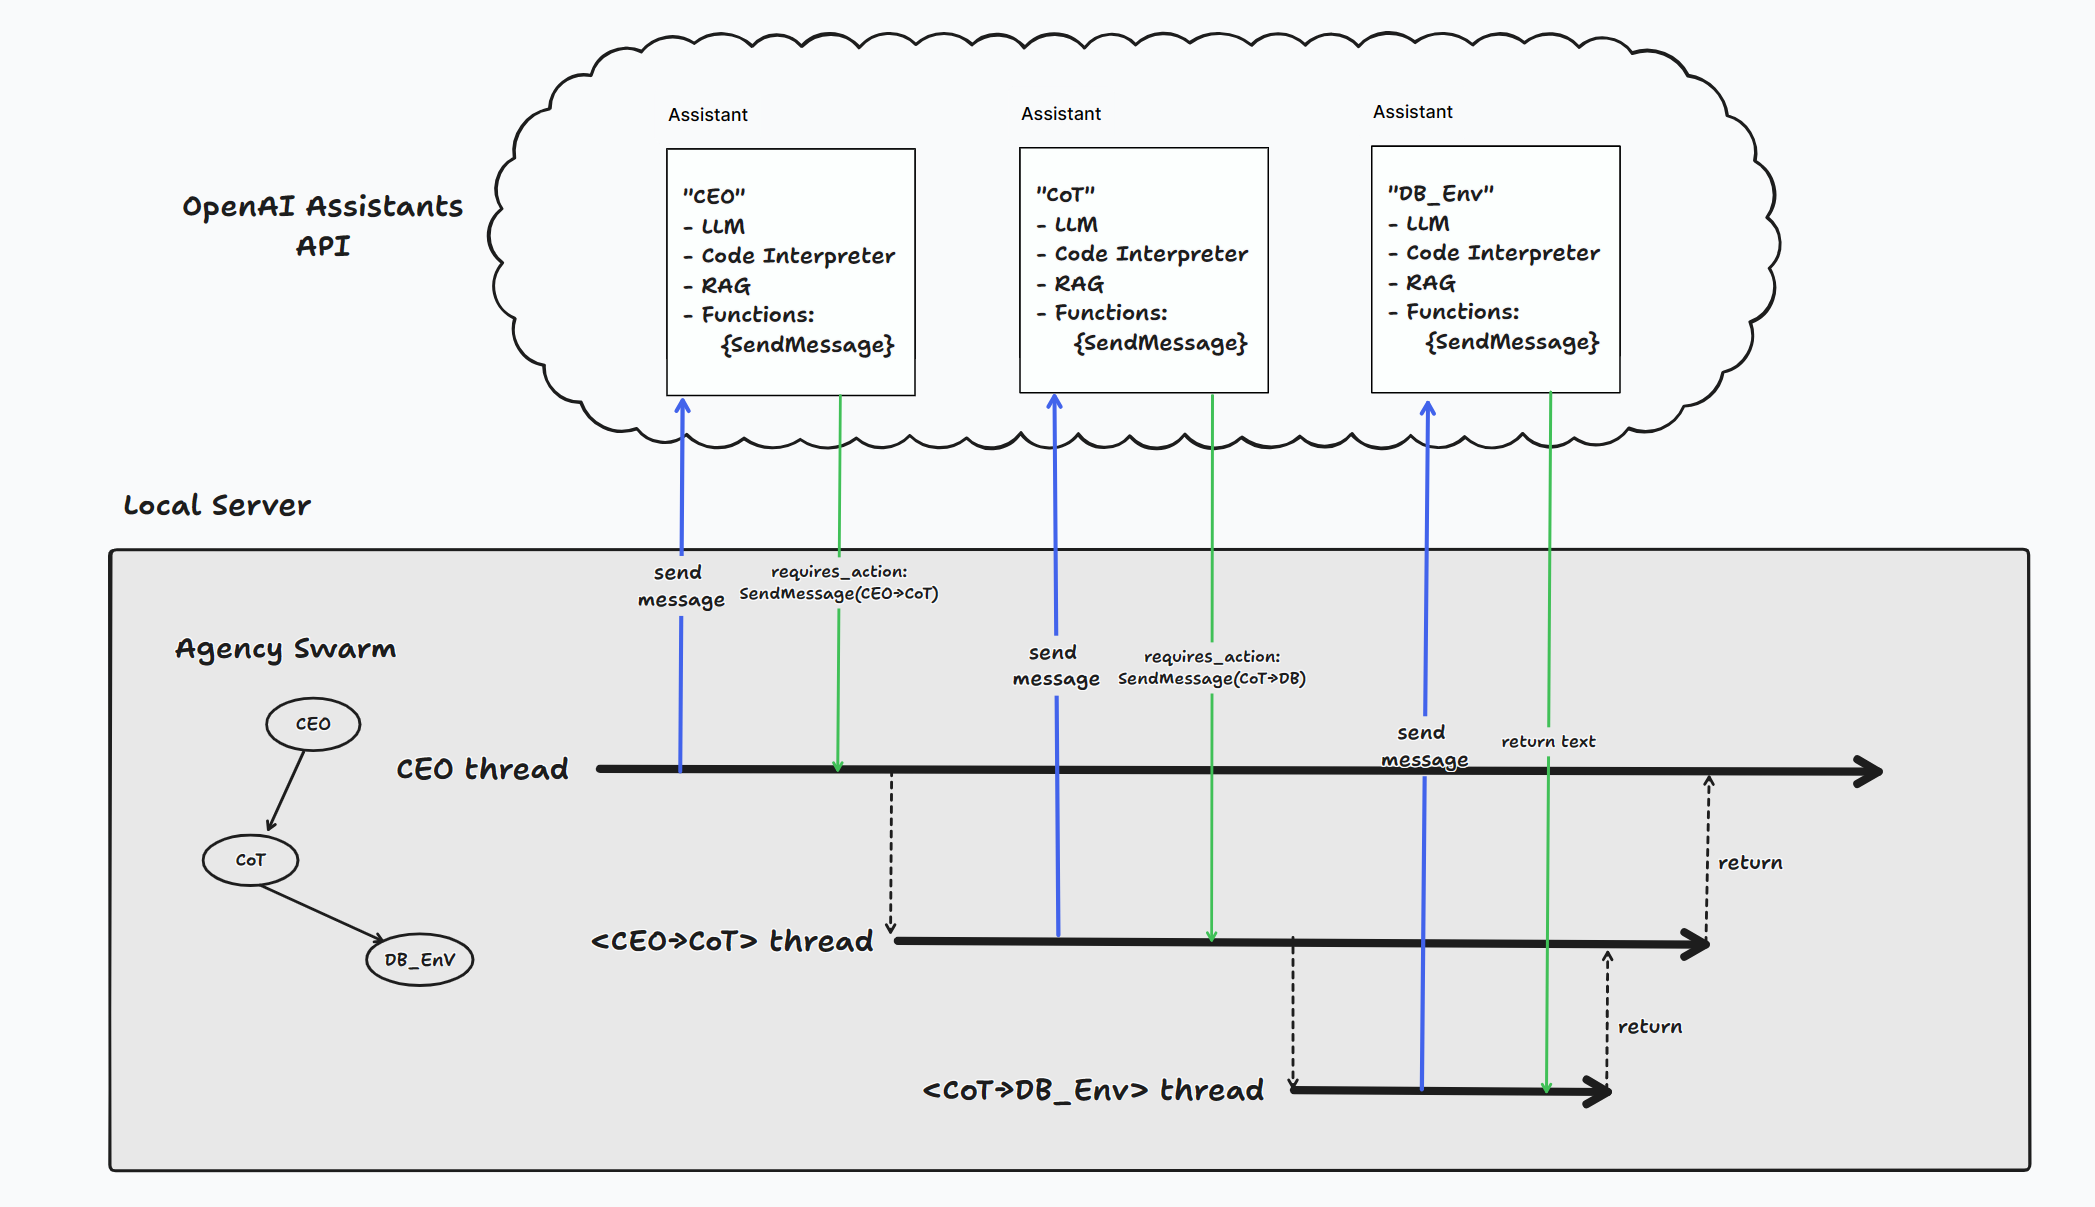 Assistant
Assistant
Assistant
OpenAI Assistants
API
"CEO"
- LLM
- Code Interpreter
- RAG
- Functions:
{SendMessage}
"CoT"
- LLM
- Code Interpreter
- RAG
- Functions:
{SendMessage}
"DB_Env"
- LLM
- Code Interpreter
- RAG
- Functions:
{SendMessage}
Local Server
send
message
requires_action:
SendMessage(CEO→CoT)
send
message
requires_action:
SendMessage(CoT→DB)
send
message
return text
Agency Swarm
CEO
CoT
DB_EnV
CEO thread
return
<CEO→CoT> thread
return
<CoT→DB_Env> thread